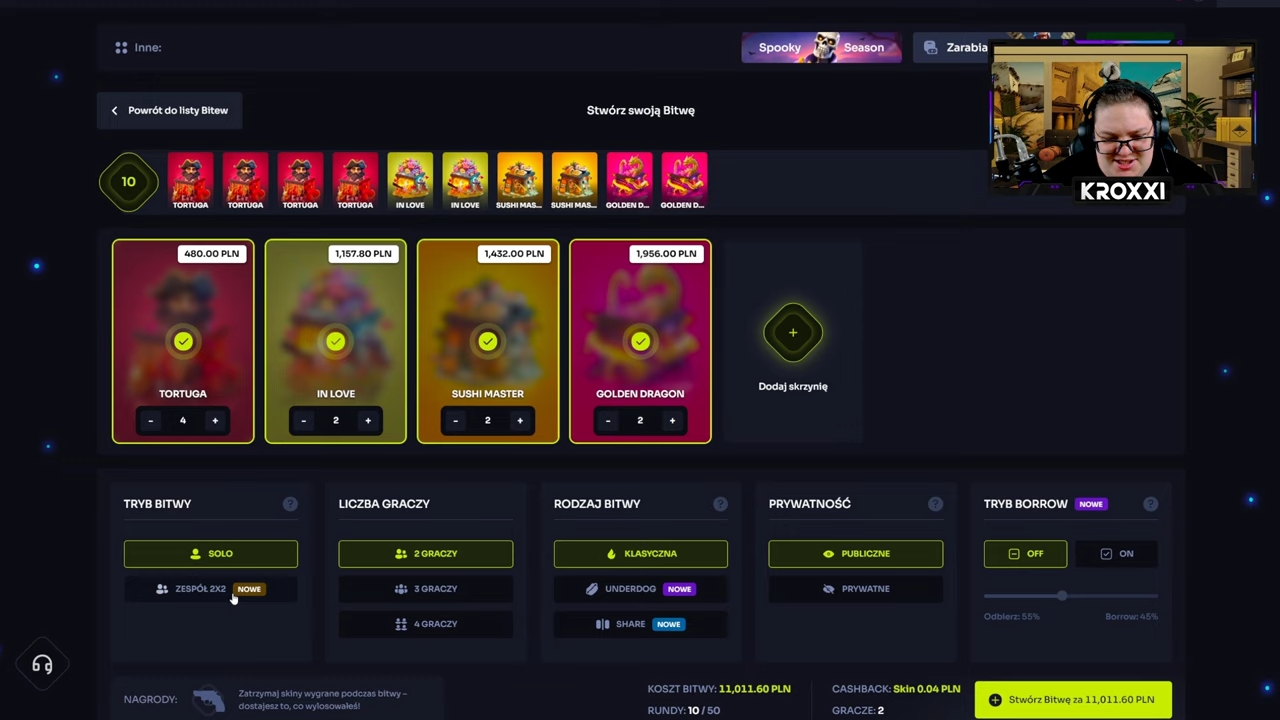 Inne:
Spooky Season
Zarabia
Powrót do listy Bitew
Stwórz swoją Bitwę
KROXXI
10
TORTUGA
TORTUGA
TORTUGA
TORTUGA
IN LOVE
IN LOVE
SUSHI MAS...
SUSHI MAS...
GOLDEN D...
GOLDEN D...
480.00 PLN
1,157.80 PLN
1,432.00 PLN
1,956.00 PLN
+
Dodaj skrzynię
TORTUGA
IN LOVE
SUSHI MASTER
GOLDEN DRAGON
- 4 +
- 2 +
- 2 +
- 2 +
TRYB BITWY ?
SOLO
ZESPÓŁ 2X2 NOWE
LICZBA GRACZY
2 GRACZY
3 GRACZY
4 GRACZY
RODZAJ BITWY ?
KLASYCZNA
UNDERDOG NOWE
SHARE NOWE
PRYWATNOŚĆ ?
PUBLICZNE
PRYWATNE
TRYB BORROW NOWE ?
OFF
ON
Odbierz: 55%
Borrow: 45%
NAGRODY:
Zatrzymaj skiny wygrane podczas bitwy –
dostajesz to, co wylosowałeś!
KOSZT BITWY: 11,011.60 PLN
RUNDY: 10 / 50
CASHBACK: Skin 0.04 PLN
GRACZE: 2
Stwórz Bitwę za 11,011.60 PLN